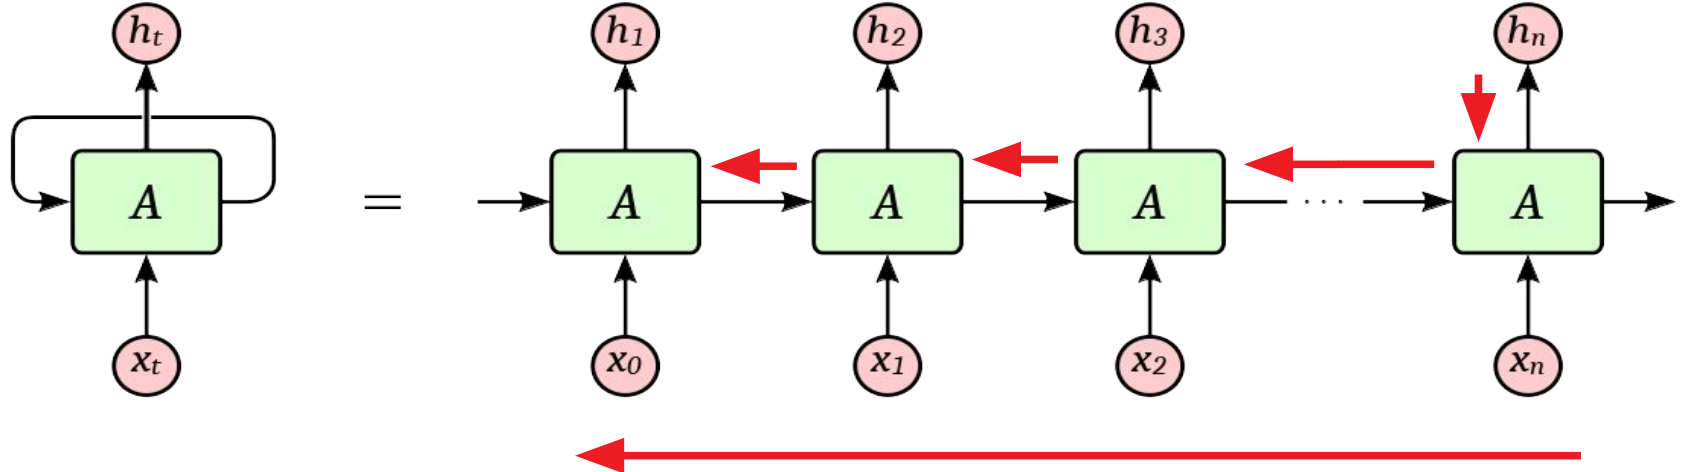 h_t h_1 h_2 h_3 h_n
A = A A A ... A
x_t x_0 x_1 x_2 x_n